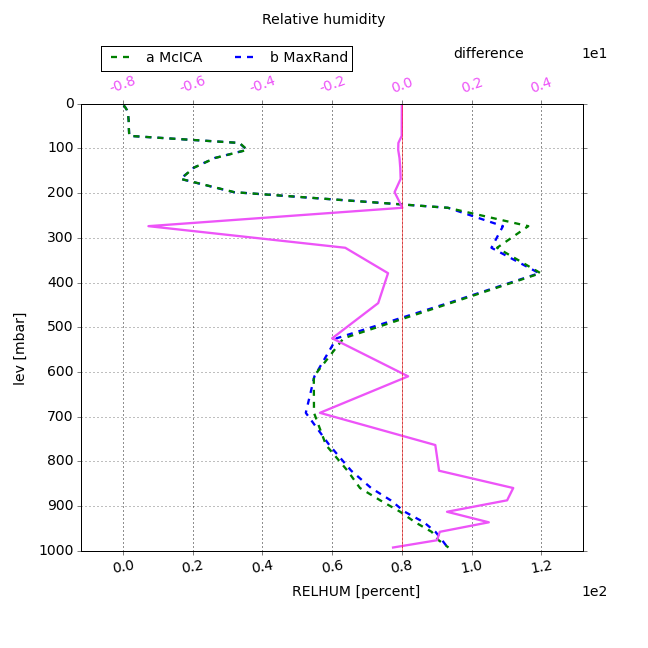 Relative humidity
a McICA b MaxRand difference 1e1
-0.8 -0.6 -0.4 -0.2 0.0 0.2 0.4
0
100
200
300
400
500
600
700
800
900
1000
lev [mbar]
0.0 0.2 0.4 0.6 0.8 1.0 1.2
RELHUM [percent] 1e2